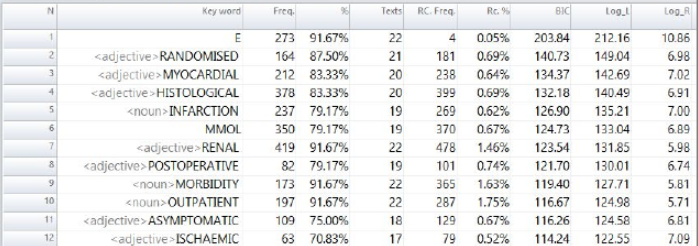 N Key word Freq. % Texts RC. Freq. Rc. % BIC Log_L Log_R
1 E 273 91.67% 22 4 0.05% 203.84 212.16 10.86
2 <adjective>RANDOMISED 164 87.50% 21 181 0.69% 140.73 149.04 6.98
3 <adjective>MYOCARDIAL 212 83.33% 20 238 0.64% 134.37 142.69 7.02
4 <adjective>HISTOLOGICAL 378 83.33% 20 399 0.69% 132.18 140.49 6.91
5 <noun>INFARCTION 237 79.17% 19 269 0.62% 126.90 135.21 7.00
6 MMOL 350 79.17% 19 370 0.67% 124.73 133.04 6.89
7 <adjective>RENAL 419 91.67% 22 478 1.46% 123.54 131.85 5.98
8 <adjective>POSTOPERATIVE 82 79.17% 19 101 0.74% 121.70 130.01 6.74
9 <noun>MORBIDITY 173 91.67% 22 365 1.63% 119.40 127.71 5.81
10 <noun>OUTPATIENT 197 91.67% 22 287 1.75% 116.67 124.98 5.71
11 <adjective>ASYMPTOMATIC 109 75.00% 18 129 0.67% 116.26 124.58 6.81
12 <adjective>ISCHAEMIC 63 70.83% 17 79 0.52% 114.24 122.55 7.09